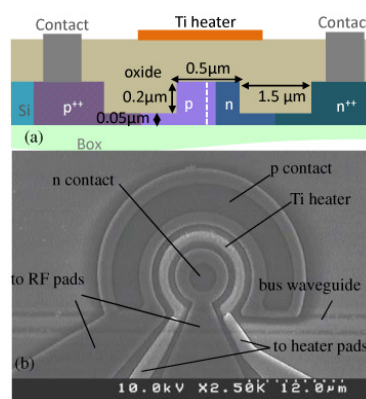 Ti heater
Contact
Contac
oxide
0.5μm
0.2μm
1.5 μm
Si
p++
p
n
n++
0.05μm
(a)
Box
n contact
p contact
Ti heater
to RF pads
bus waveguide
(b)
to heater pads
10.0kV X2.50K 12.0μm